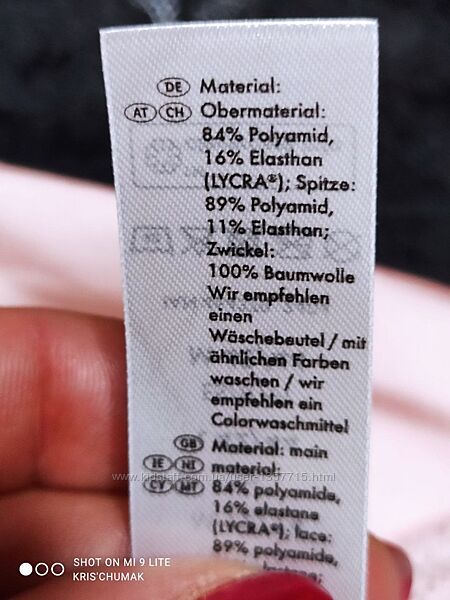 DE Material:
AT CH Obermaterial:
84% Polyamid,
16% Elasthan
(LYCRA®); Spitze:
89% Polyamid,
11% Elasthan;
Zwickel:
100% Baumwolle
Wir empfehlen
einen
Wäschebeutel / mit
ähnlichen Farben
waschen / wir
empfehlen ein
Colorwaschmittel
GB Material: main
IE NI material:
CY MT 84% polyamide,
16% elastane
(LYCRA®); lace:
89% polyamide,
SHOT ON MI 9 LITE
KRIS'CHUMAK